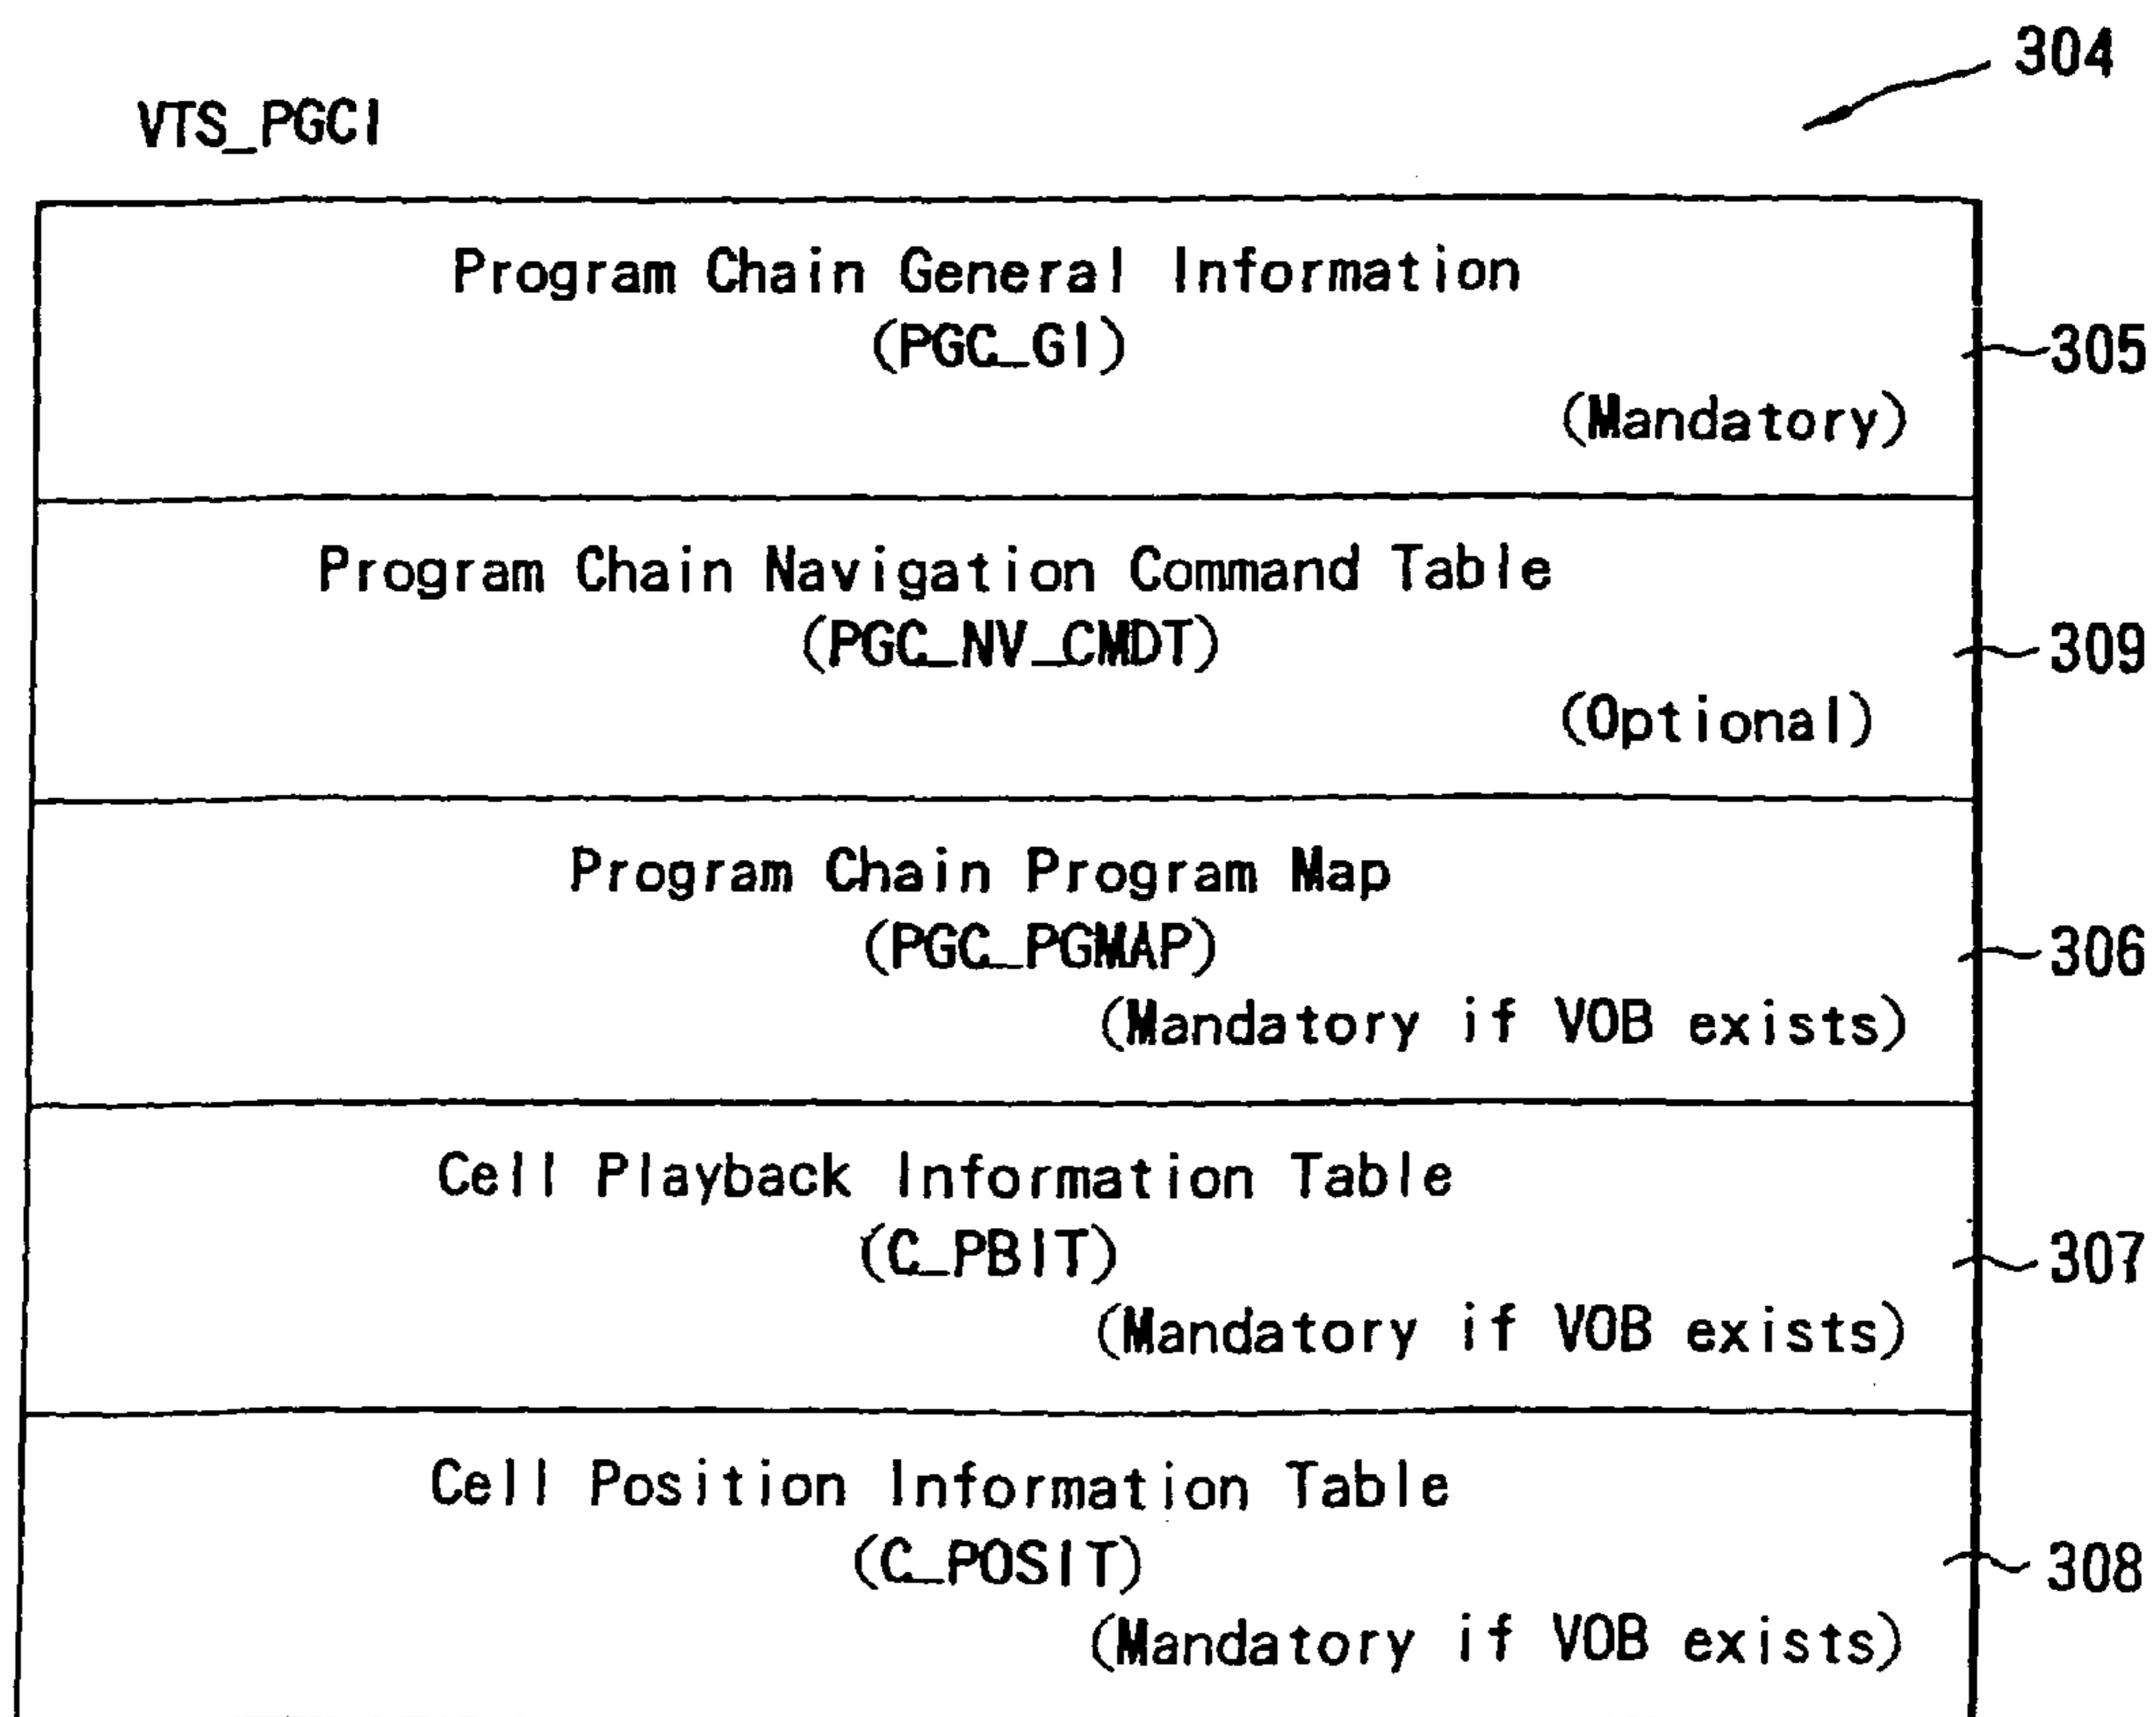 304
VTS_PGCI
Program Chain General Information
(PGC_GI)
305
(Mandatory)
Program Chain Navigation Command Table
(PGC_NV_CMDT)
309
(Optional)
Program Chain Program Map
(PGC_PGMAP)
306
(Mandatory if VOB exists)
Cell Playback Information Table
(C_PBIT)
307
(Mandatory if VOB exists)
Cell Position Information Table
(C_POSIT)
308
(Mandatory if VOB exists)